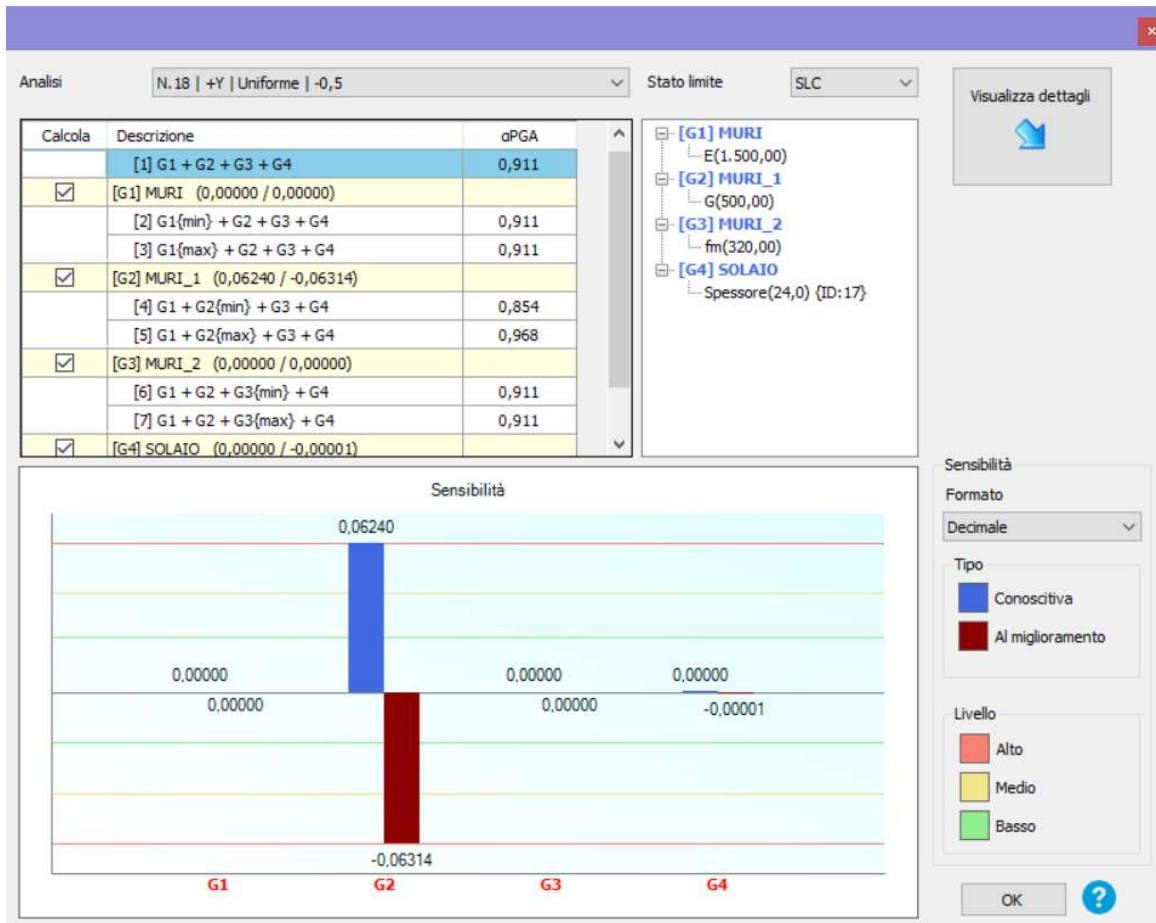 Analisi
N. 18 | +Y | Uniforme | -0,5
Stato limite
SLC
Visualizza dettagli
Calcola Descrizione αPGA
[1] G1 + G2 + G3 + G4 0,911
[G1] MURI (0,00000 / 0,00000)
[2] G1{min} + G2 + G3 + G4 0,911
[3] G1{max} + G2 + G3 + G4 0,911
[G2] MURI_1 (0,06240 / -0,06314)
[4] G1 + G2{min} + G3 + G4 0,854
[5] G1 + G2{max} + G3 + G4 0,968
[G3] MURI_2 (0,00000 / 0,00000)
[6] G1 + G2 + G3{min} + G4 0,911
[7] G1 + G2 + G3{max} + G4 0,911
[G4] SOLAIO (0,00000 / -0,00001)
[G1] MURI
E(1.500,00)
[G2] MURI_1
G(500,00)
[G3] MURI_2
fm(320,00)
[G4] SOLAIO
Spessore(24,0) {ID:17}
Sensibilità
0,06240
0,00000 0,00000 0,00000
0,00000 0,00000 -0,00001
-0,06314
G1 G2 G3 G4
Sensibilità
Formato
Decimale
Tipo
Conoscitiva
Al miglioramento
Livello
Alto
Medio
Basso
OK ?